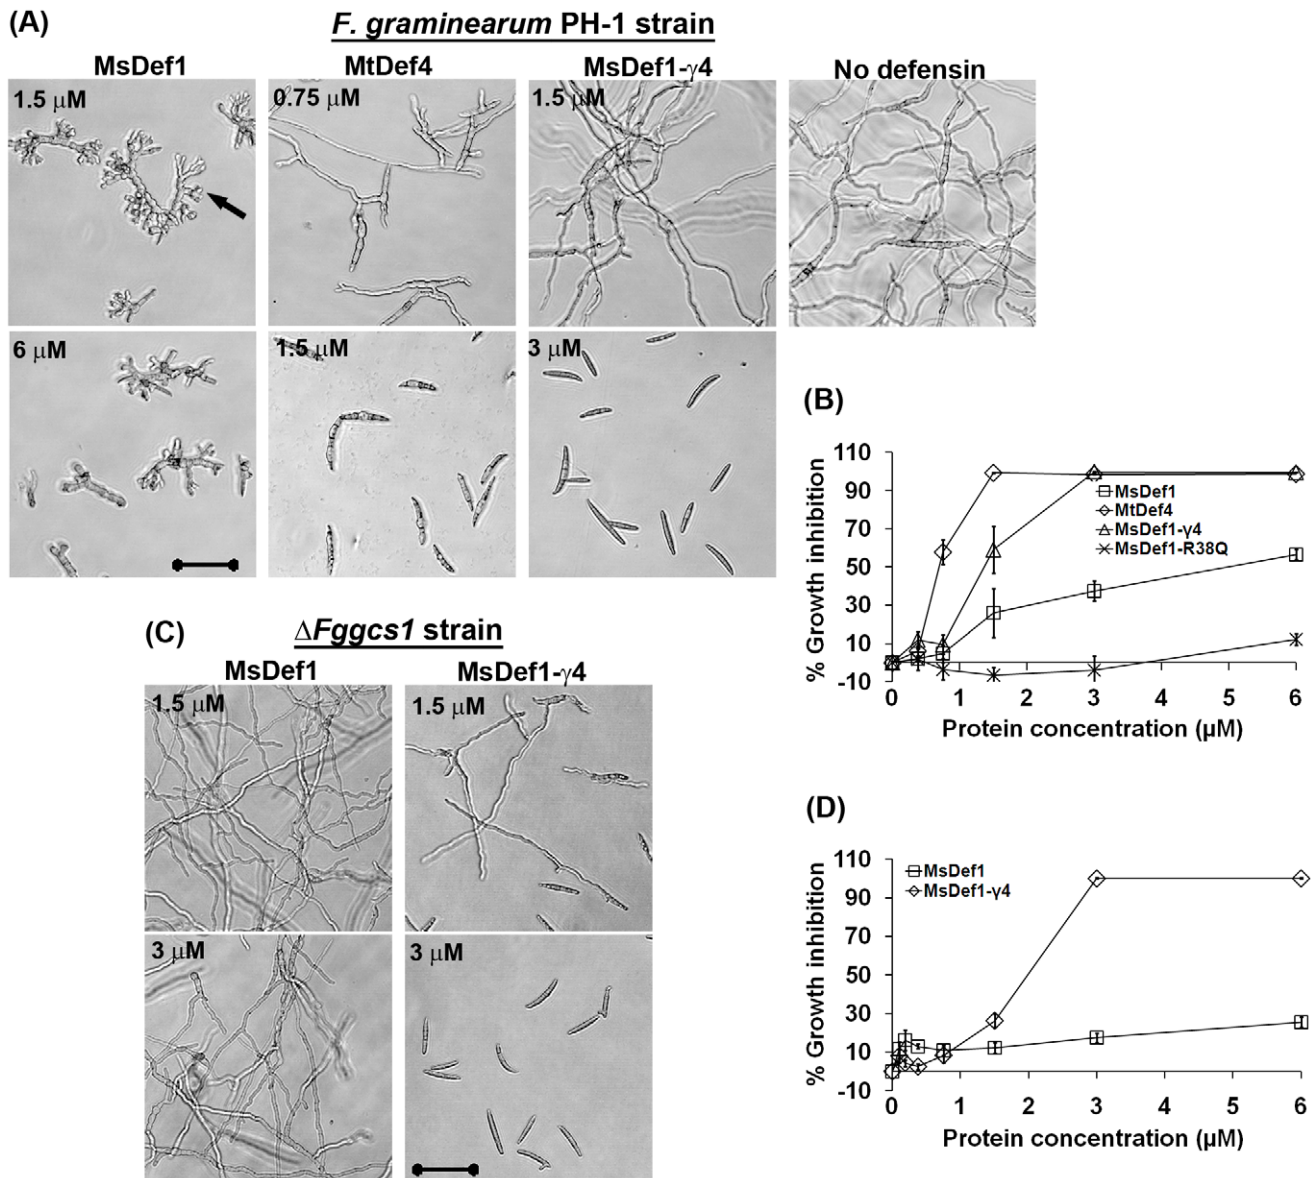 (A)
F. graminearum PH-1 strain
MsDef1 MtDef4 MsDef1-γ4 No defensin
1.5 μM 0.75 μM 1.5 μM
6 μM 1.5 μM 3 μM
(B)
110
90
70
50
30
10
-10
% Growth inhibition
MsDef1
MtDef4
MsDef1-γ4
MsDef1-R38Q
0 1 2 3 4 5 6
Protein concentration (μM)
(C)
ΔFggcs1 strain
MsDef1 MsDef1-γ4
1.5 μM 1.5 μM
3 μM 3 μM
(D)
110
90
70
50
30
10
-10
% Growth inhibition
MsDef1
MsDef1-γ4
0 1 2 3 4 5 6
Protein concentration (μM)